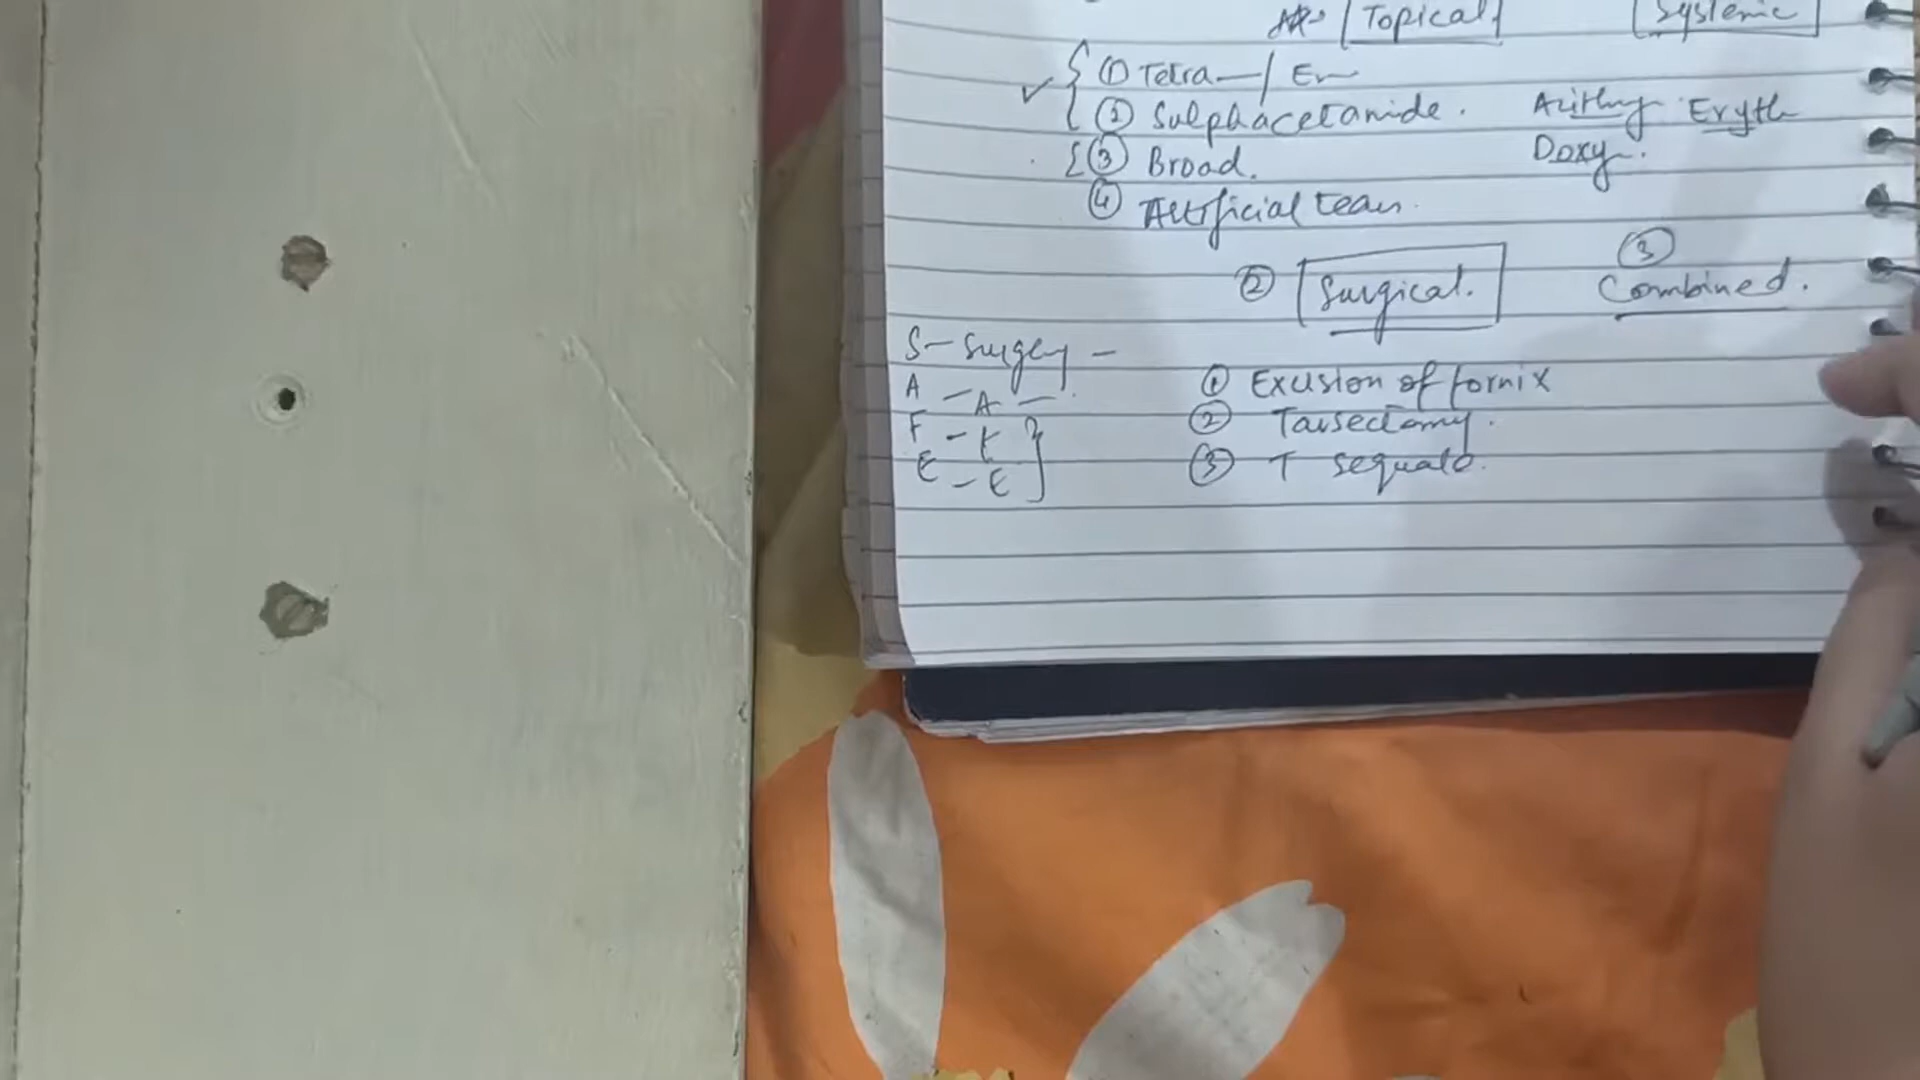 Topical Systemic
① Tetra—/ Er—
② Sulphacetamide. Azithny Eryth
③ Broad. Doxy.
④ Artificial tears.
② Surgical. ③
Combined.
S — Surgery —
A — A — ① Excision of fornix
F — F ② Tarsectomy.
E — E ③ T sequale.